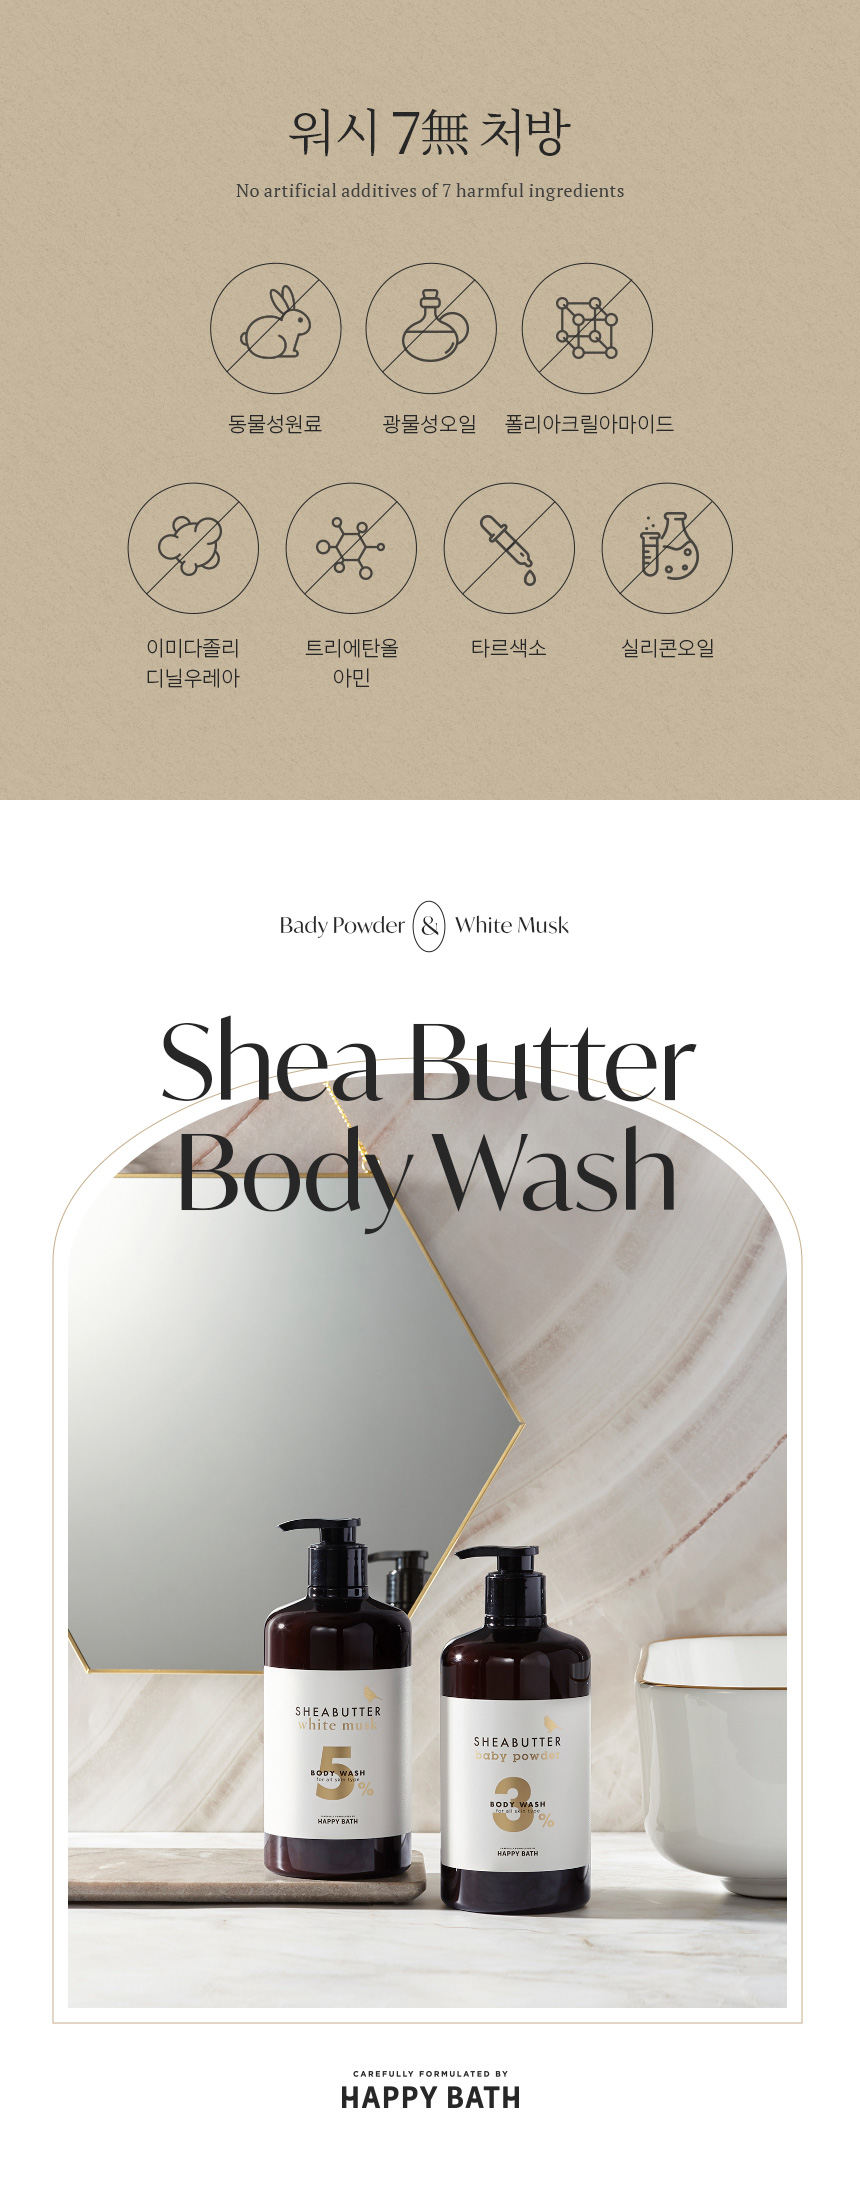 워시 7無 처방
No artificial additives of 7 harmful ingredients
동물성원료 광물성오일 폴리아크릴아마이드
이미다졸리 트리에탄올 타르색소 실리콘오일
디닐우레아 아민
Bady Powder & White Musk
Shea Butter
Body Wash
SHEABUTTER
white musk
5%
BODY WASH
for all skin type
HAPPY BATH
SHEABUTTER
baby powder
3%
BODY WASH
for all skin type
HAPPY BATH
CAREFULLY FORMULATED BY
HAPPY BATH